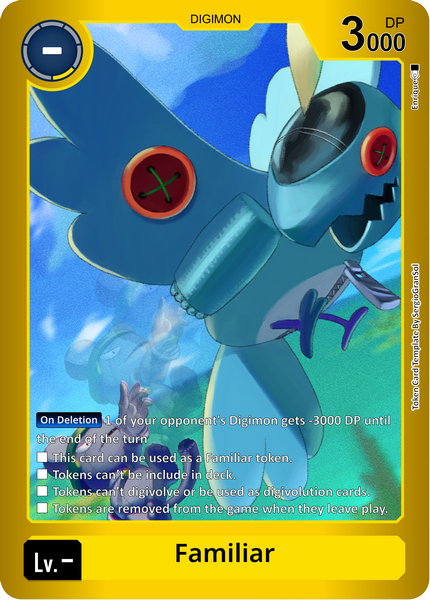 DIGIMON
-
3000
DP
Enrique
Token Card Template By SergioGranSol
On Deletion 1 of your opponent's Digimon gets -3000 DP until
the end of the turn
This card can be used as a Familiar token.
Tokens can't be include in deck.
Tokens can't digivolve or be used as digivolution cards.
Tokens are removed from the game when they leave play.
Lv.-
Familiar